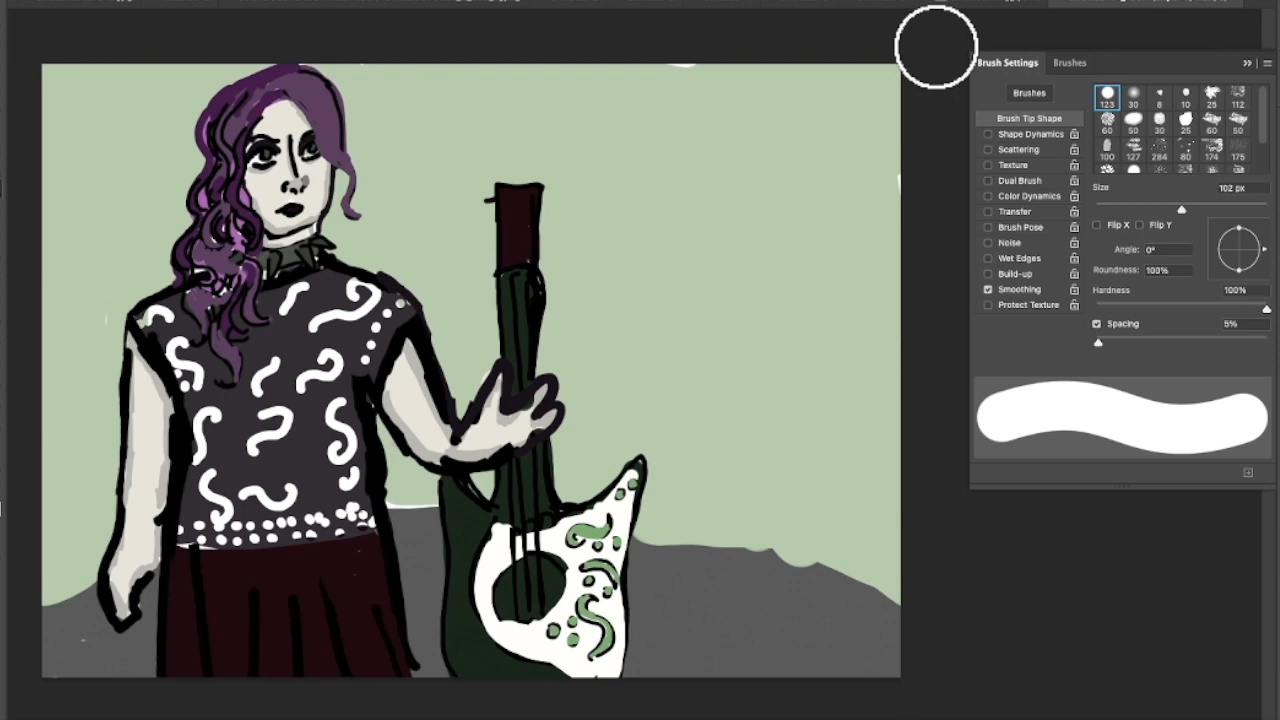 Brush Settings Brushes
Brushes
Brush Tip Shape
Shape Dynamics
Scattering
Texture
Dual Brush
Color Dynamics
Transfer
Brush Pose
Noise
Wet Edges
Build-up
Smoothing
Protect Texture
123 30 8 10 25 112
60 50 30 25 60 50
100 127 284 80 174 175
Size 102 px
Flip X Flip Y
Angle: 0°
Roundness: 100%
Hardness 100%
Spacing 5%